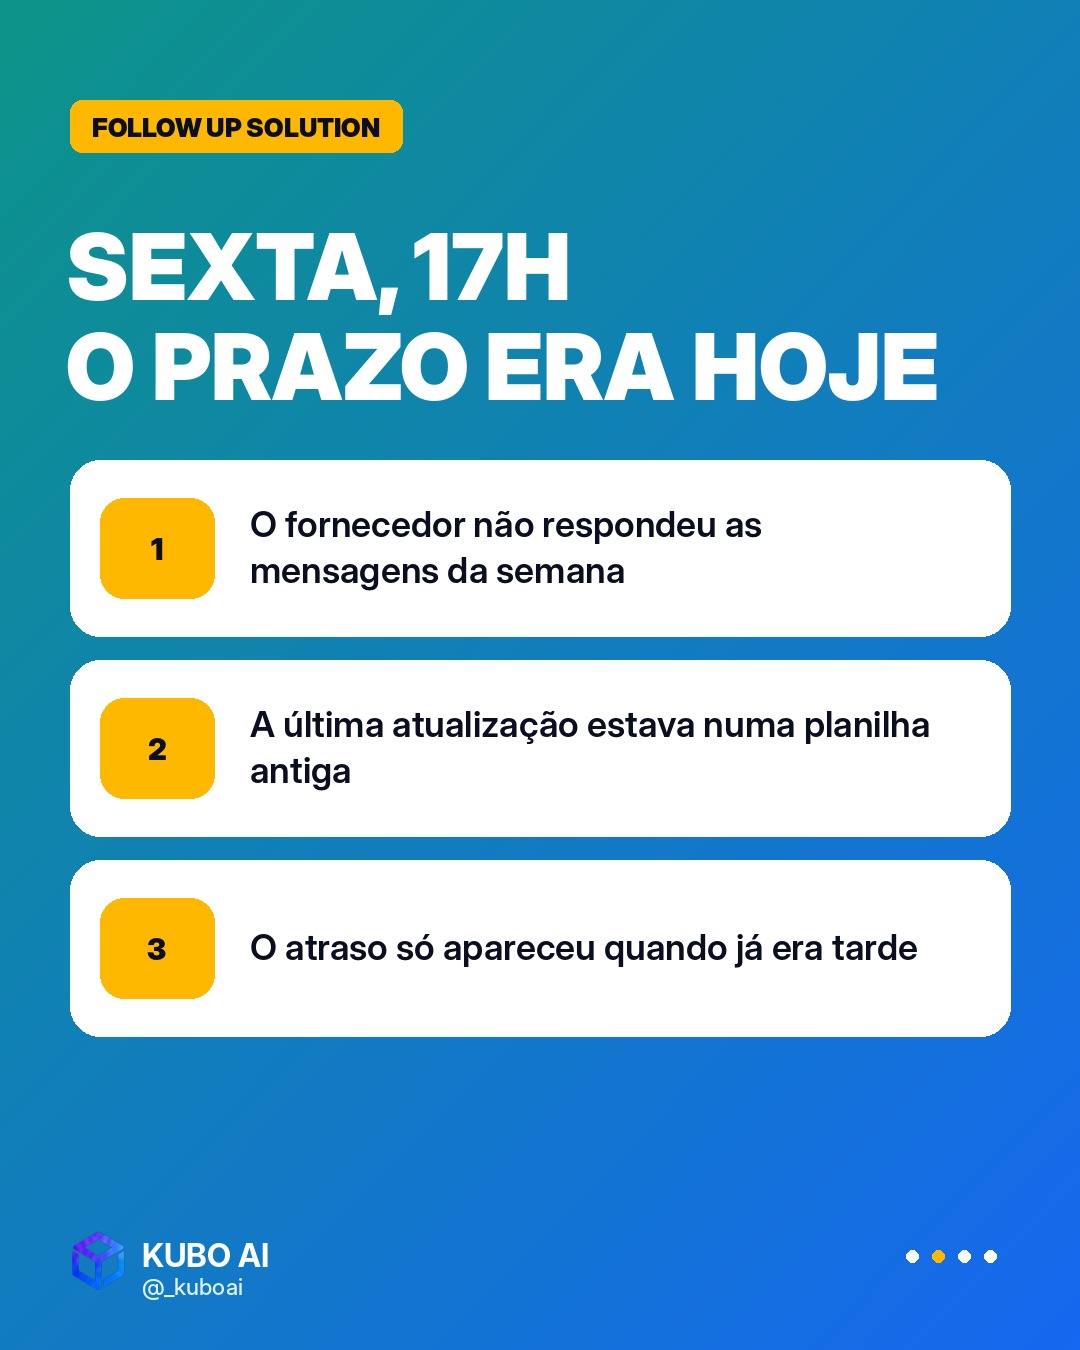 FOLLOW UP SOLUTION
SEXTA, 17H
O PRAZO ERA HOJE
1
O fornecedor não respondeu as
mensagens da semana
2
A última atualização estava numa planilha
antiga
3
O atraso só apareceu quando já era tarde
KUBO AI
@_kuboai